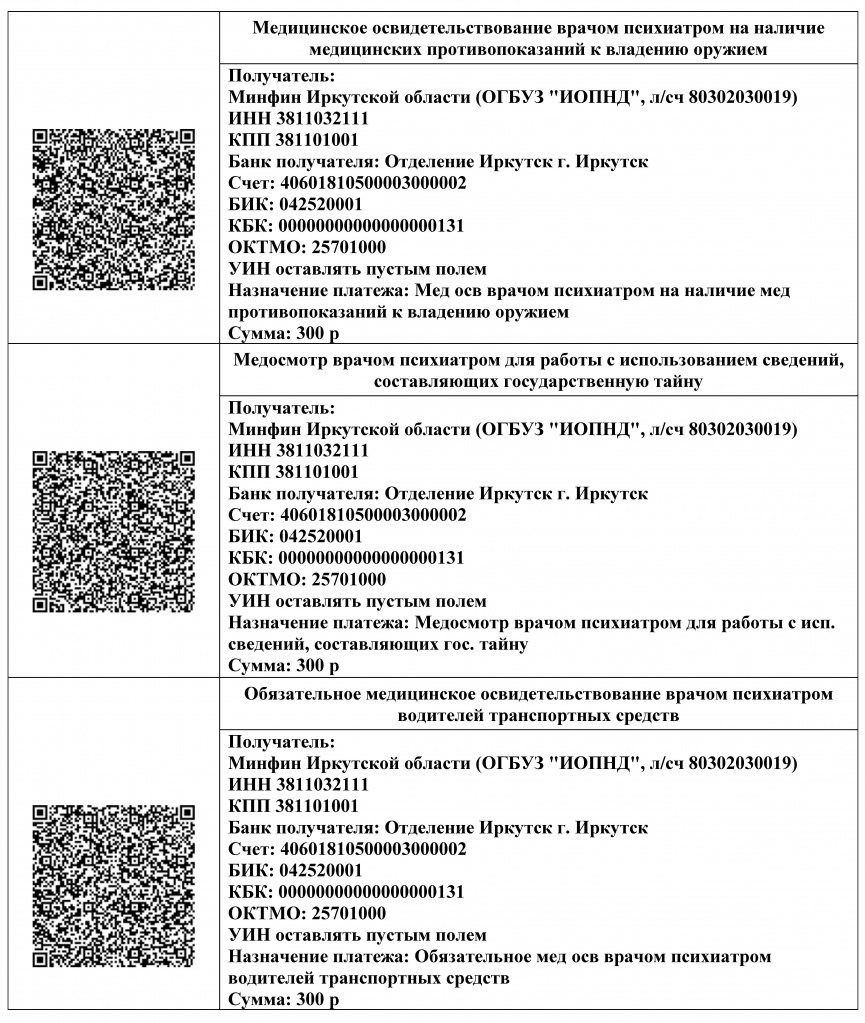 Медицинское освидетельствование врачом психиатром на наличие
медицинских противопоказаний к владению оружием
Получатель:
Минфин Иркутской области (ОГБУЗ "ИОПНД", л/сч 80302030019)
ИНН 3811032111
КПП 381101001
Банк получателя: Отделение Иркутск г. Иркутск
Счет: 40601810500003000002
БИК: 042520001
КБК: 00000000000000000131
ОКТМО: 25701000
УИН оставлять пустым полем
Назначение платежа: Мед осв врачом психиатром на наличие мед
противопоказаний к владению оружием
Сумма: 300 р
Медосмотр врачом психиатром для работы с использованием сведений,
составляющих государственную тайну
Получатель:
Минфин Иркутской области (ОГБУЗ "ИОПНД", л/сч 80302030019)
ИНН 3811032111
КПП 381101001
Банк получателя: Отделение Иркутск г. Иркутск
Счет: 40601810500003000002
БИК: 042520001
КБК: 00000000000000000131
ОКТМО: 25701000
УИН оставлять пустым полем
Назначение платежа: Медосмотр врачом психиатром для работы с исп.
сведений, составляющих гос. тайну
Сумма: 300 р
Обязательное медицинское освидетельствование врачом психиатром
водителей транспортных средств
Получатель:
Минфин Иркутской области (ОГБУЗ "ИОПНД", л/сч 80302030019)
ИНН 3811032111
КПП 381101001
Банк получателя: Отделение Иркутск г. Иркутск
Счет: 40601810500003000002
БИК: 042520001
КБК: 00000000000000000131
ОКТМО: 25701000
УИН оставлять пустым полем
Назначение платежа: Обязательное мед осв врачом психиатром
водителей транспортных средств
Сумма: 300 р